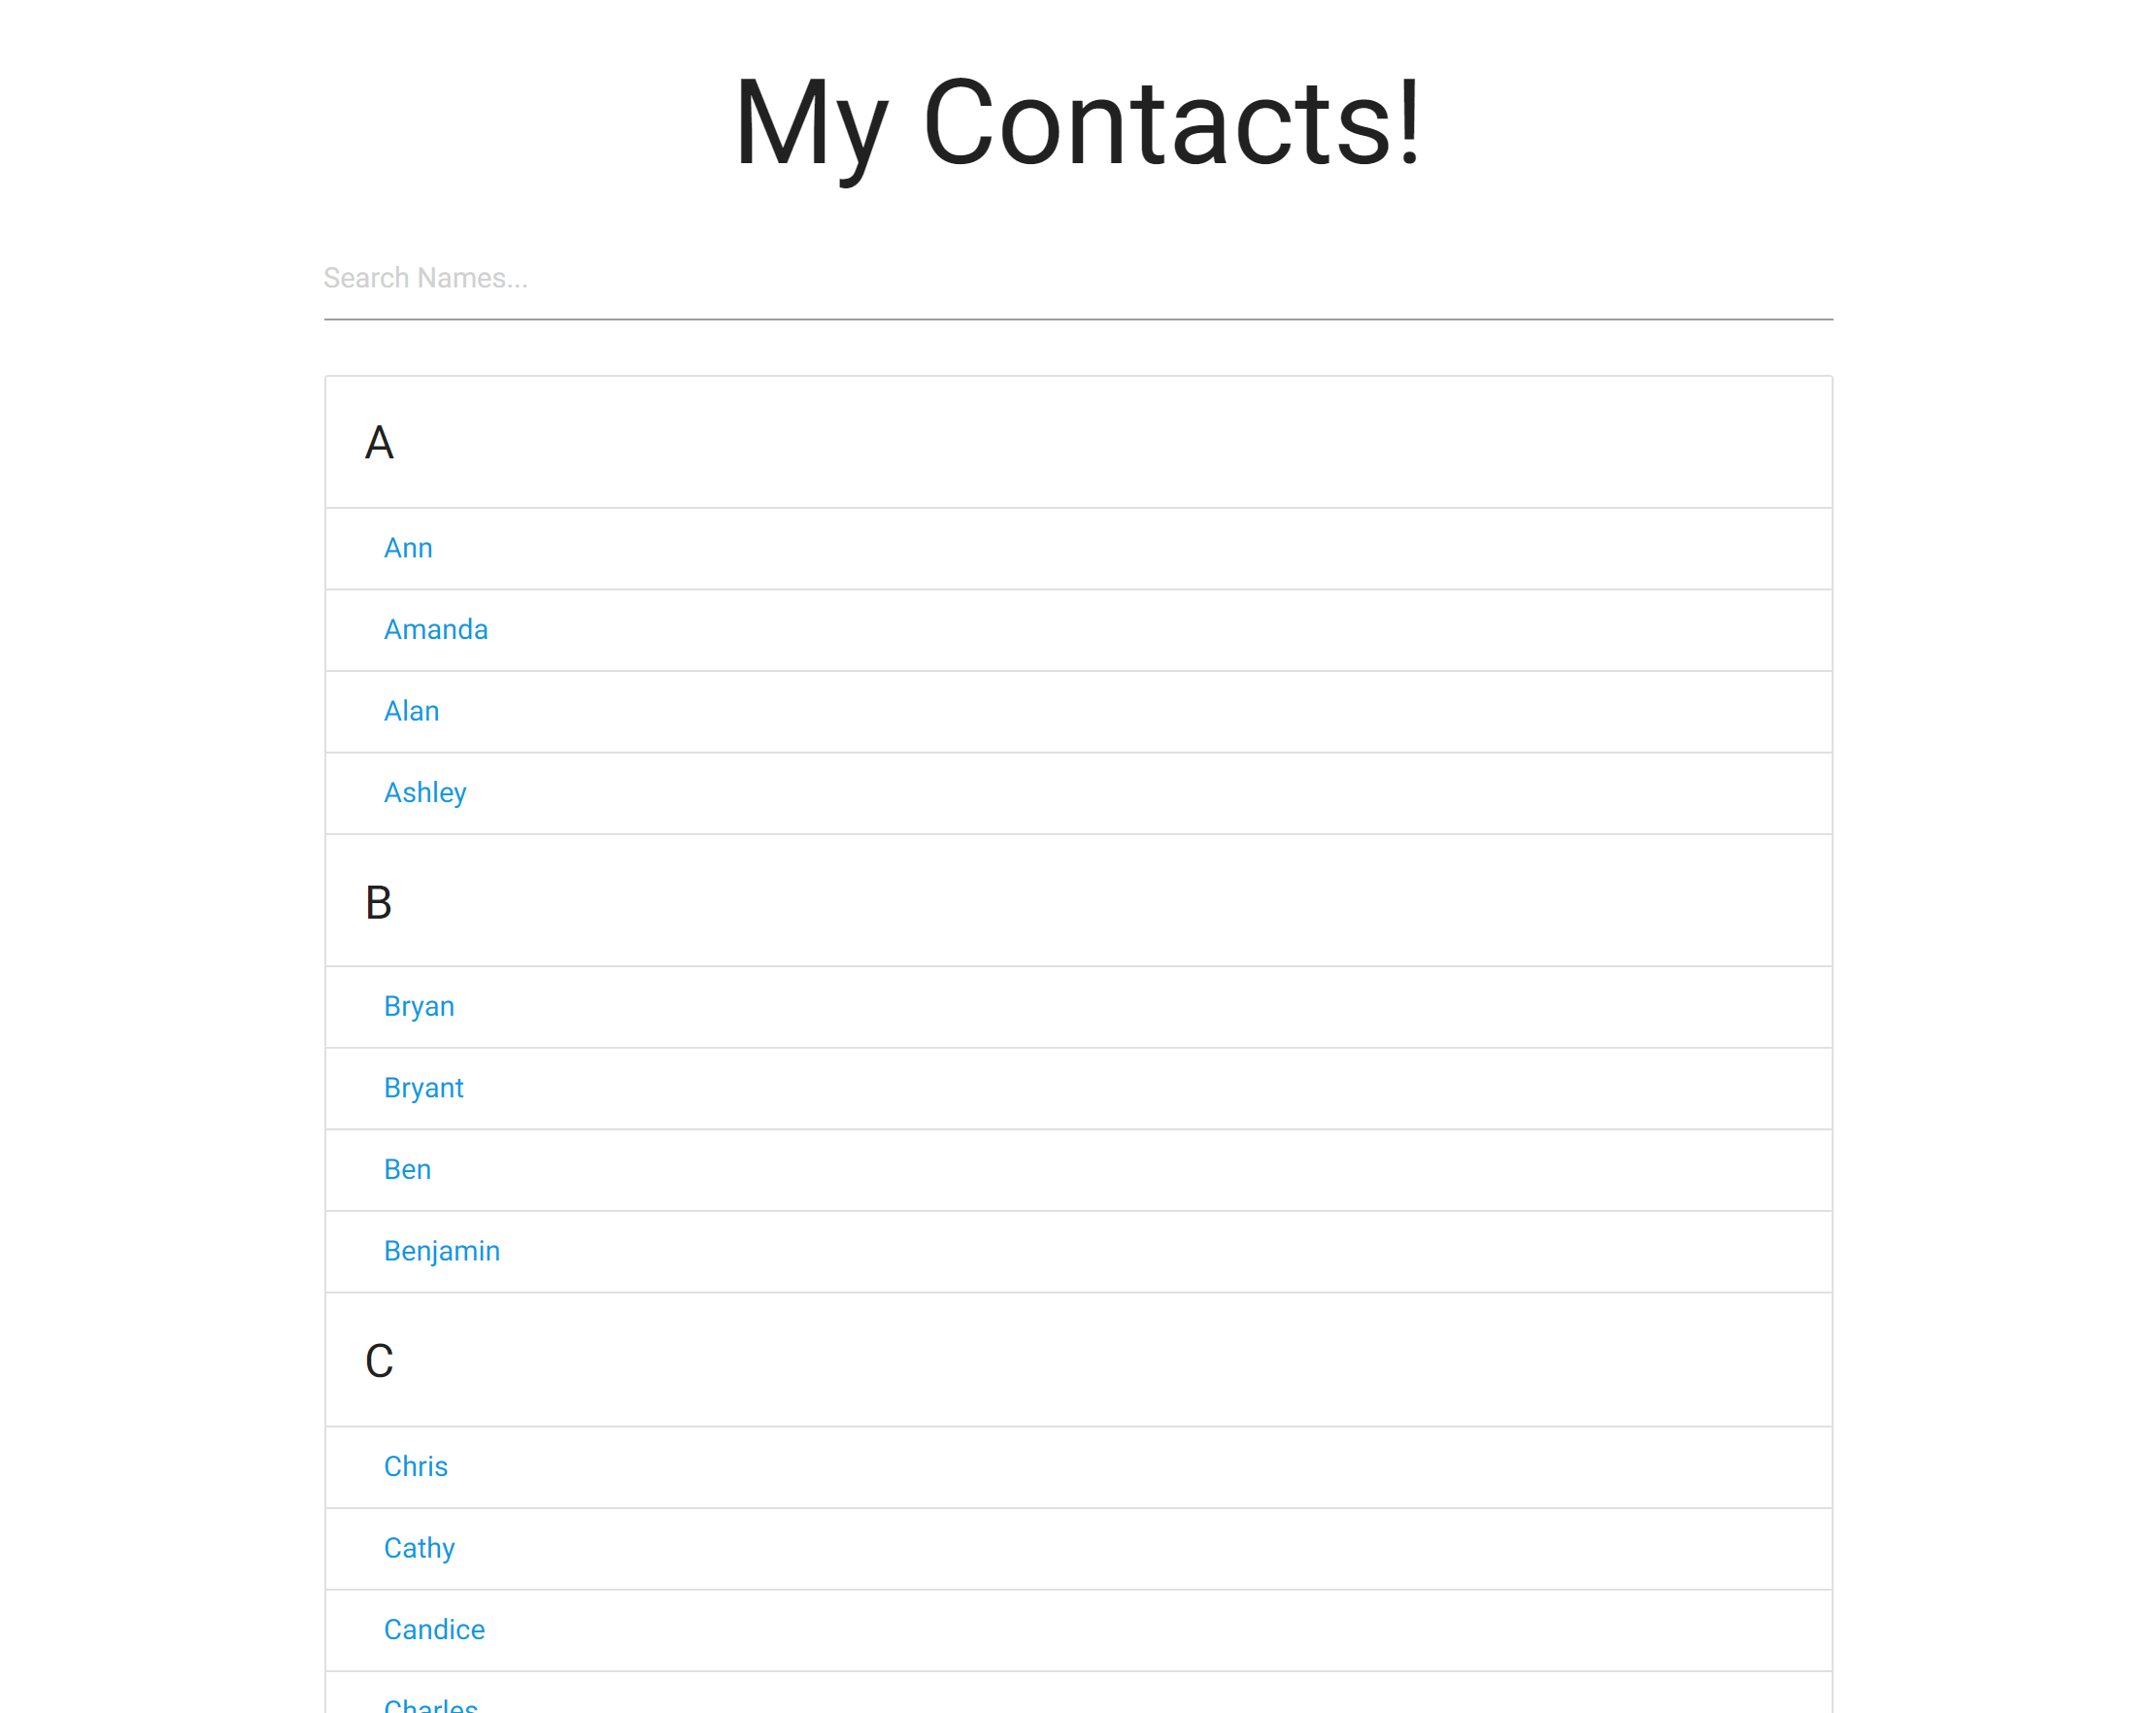 My Contacts!
Search Names...
A
Ann
Amanda
Alan
Ashley
B
Bryan
Bryant
Ben
Benjamin
C
Chris
Cathy
Candice
Charles